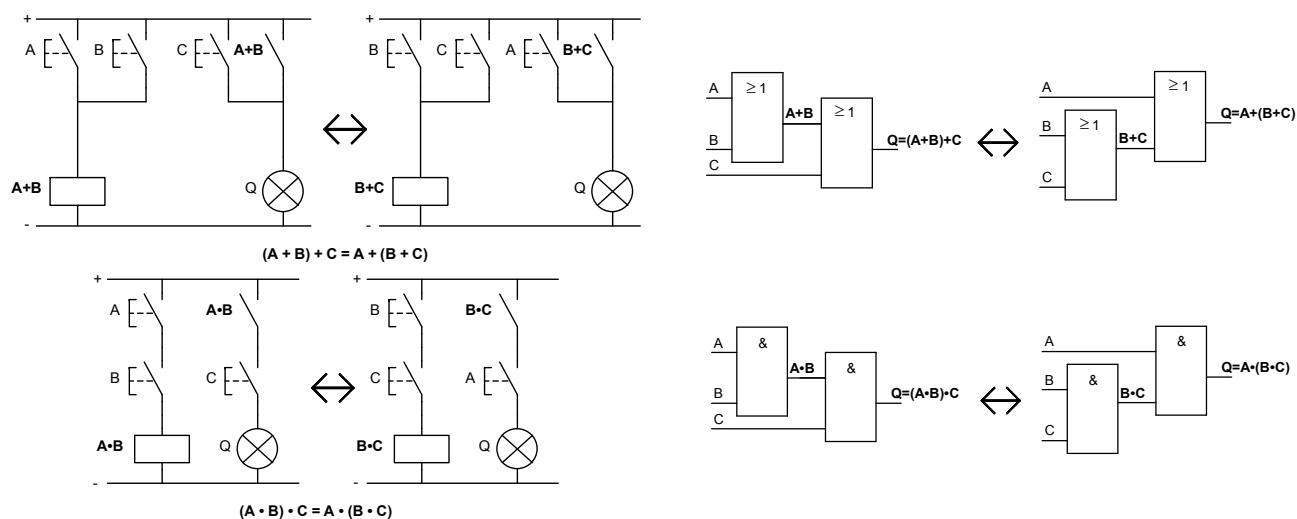 +
A
B
C
A+B
A+B
Q
-
+
B
C
A
B+C
B+C
Q
-
(A + B) + C = A + (B + C)
A
B
C
≥ 1
A+B
≥ 1
Q=(A+B)+C
A
B
C
≥ 1
B+C
≥ 1
Q=A+(B+C)
+
A
A•B
B
C
A•B
Q
-
+
B
B•C
C
A
B•C
Q
-
(A • B) • C = A • (B • C)
A
B
C
&
A•B
&
Q=(A•B)•C
A
B
C
&
B•C
&
Q=A•(B•C)